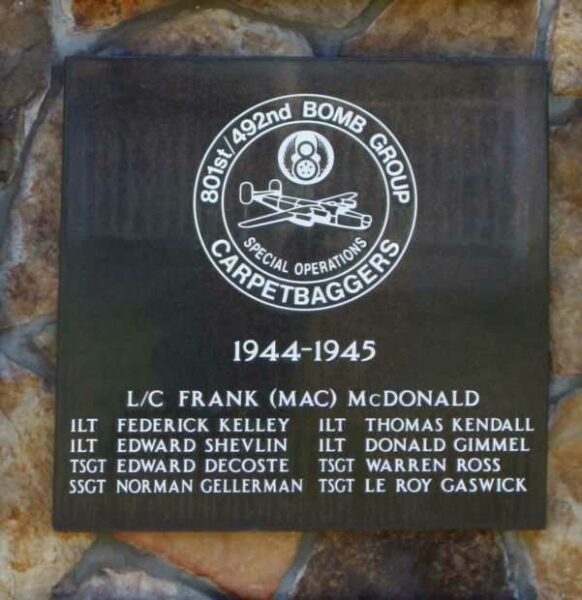 801st/492nd BOMB GROUP
8
SPECIAL OPERATIONS
CARPETBAGGERS
1944-1945
L/C FRANK (MAC) McDONALD
1LT FEDERICK KELLEY 1LT THOMAS KENDALL
1LT EDWARD SHEVLIN 1LT DONALD GIMMEL
TSGT EDWARD DECOSTE TSGT WARREN ROSS
SSGT NORMAN GELLERMAN TSGT LE ROY GASWICK